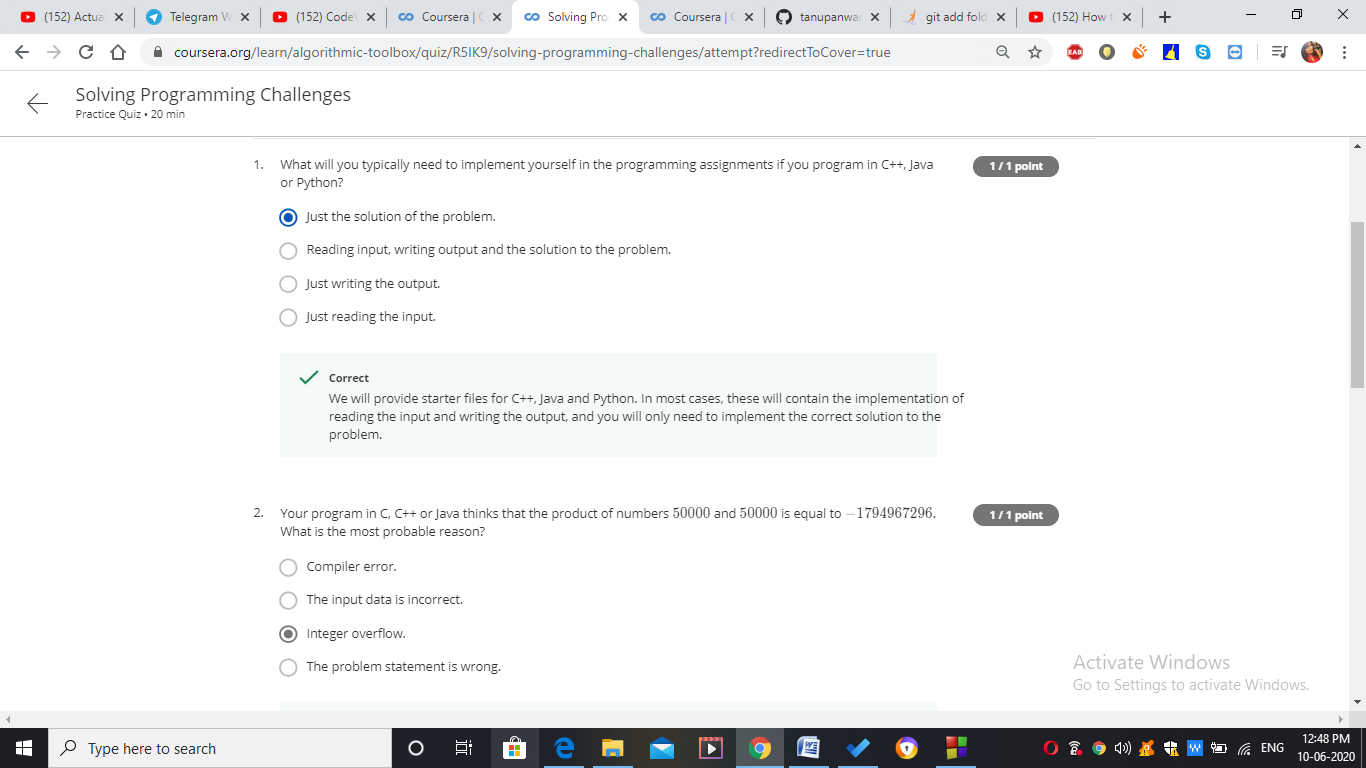 (152) Actua
Telegram W
(152) Code
Coursera |
Solving Pro
Coursera |
tanupanwa
git add fold
(152) How t
coursera.org/learn/algorithmic-toolbox/quiz/R5IK9/solving-programming-challenges/attempt?redirectToCover=true
EAB
Solving Programming Challenges
Practice Quiz • 20 min
1. What will you typically need to implement yourself in the programming assignments if you program in C++, Java
or Python?
1 / 1 point
Just the solution of the problem.
Reading input, writing output and the solution to the problem.
Just writing the output.
Just reading the input.
Correct
We will provide starter files for C++, Java and Python. In most cases, these will contain the implementation of
reading the input and writing the output, and you will only need to implement the correct solution to the
problem.
2. Your program in C, C++ or Java thinks that the product of numbers 50000 and 50000 is equal to −1794967296.
What is the most probable reason?
1 / 1 point
Compiler error.
The input data is incorrect.
Integer overflow.
The problem statement is wrong.
Activate Windows
Go to Settings to activate Windows.
Type here to search
ENG
12:48 PM
10-06-2020